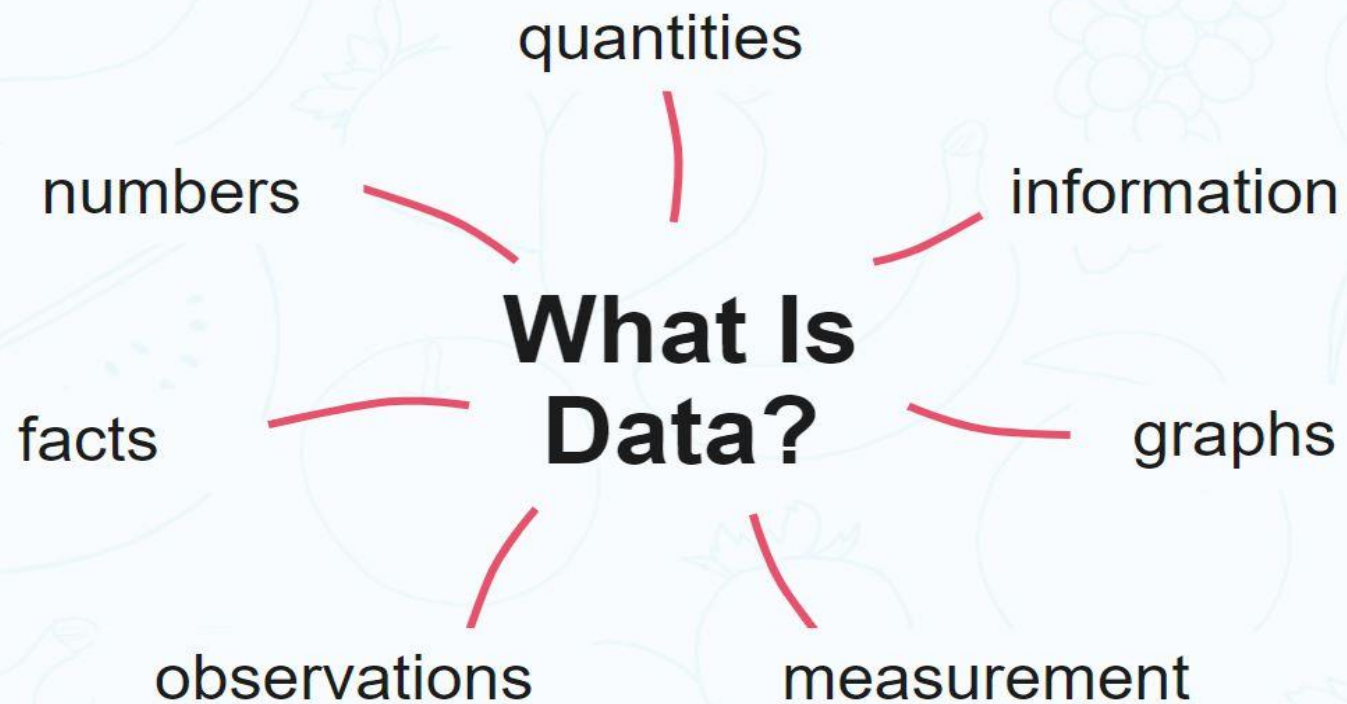 quantities
numbers
information
What Is
Data?
facts
graphs
observations
measurement